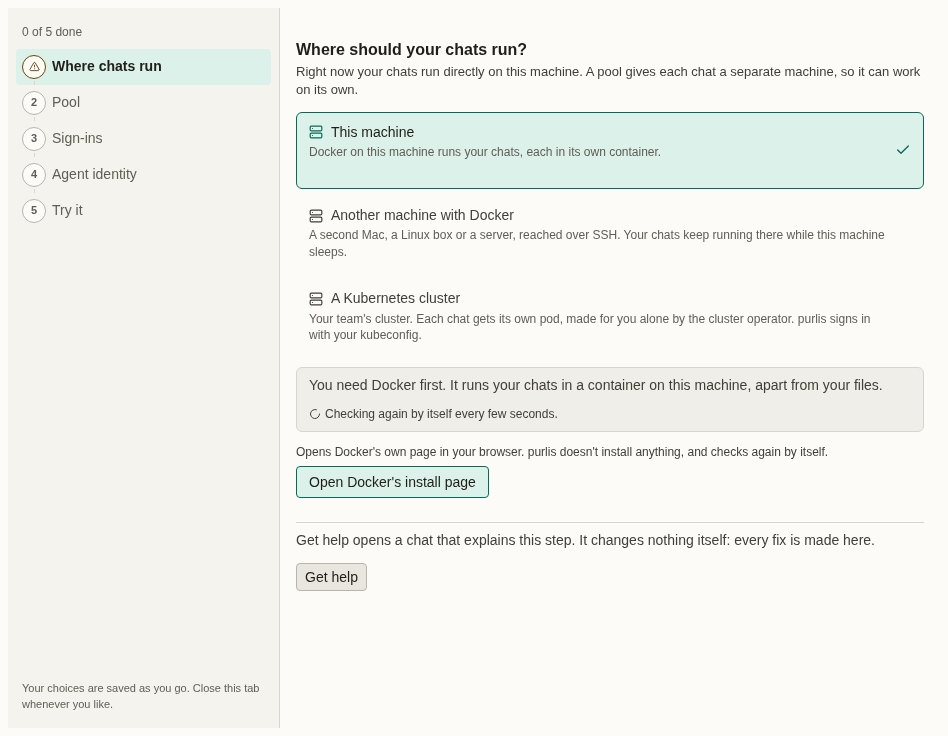 0 of 5 done
Where chats run
2 Pool
3 Sign-ins
4 Agent identity
5 Try it
Your choices are saved as you go. Close this tab
whenever you like.
Where should your chats run?
Right now your chats run directly on this machine. A pool gives each chat a separate machine, so it can work
on its own.
This machine
Docker on this machine runs your chats, each in its own container.
Another machine with Docker
A second Mac, a Linux box or a server, reached over SSH. Your chats keep running there while this machine
sleeps.
A Kubernetes cluster
Your team's cluster. Each chat gets its own pod, made for you alone by the cluster operator. purlis signs in
with your kubeconfig.
You need Docker first. It runs your chats in a container on this machine, apart from your files.
Checking again by itself every few seconds.
Opens Docker's own page in your browser. purlis doesn't install anything, and checks again by itself.
Open Docker's install page
Get help opens a chat that explains this step. It changes nothing itself: every fix is made here.
Get help